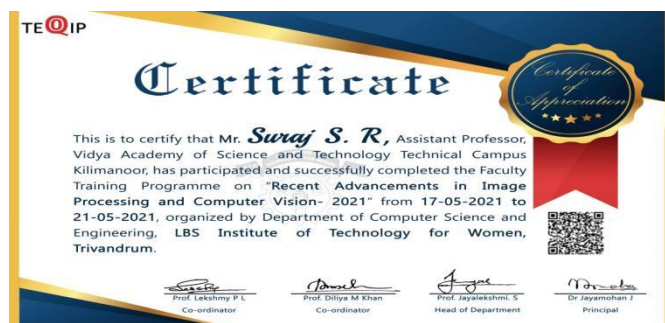 TEQIP
Certificate
Certificate
of
Appreciation
This is to certify that Mr. Suraj S. R, Assistant Professor,
Vidya Academy of Science and Technology Technical Campus
Kilimanoor, has participated and successfully completed the Faculty
Training Programme on "Recent Advancements in Image
Processing and Computer Vision- 2021" from 17-05-2021 to
21-05-2021, organized by Department of Computer Science and
Engineering, LBS Institute of Technology for Women,
Trivandrum.
Prof. Lekshmy P L
Co-ordinator
Prof. Diliya M Khan
Co-ordinator
Prof. Jayalekshmi. S
Head of Department
Dr Jayamohan J
Principal